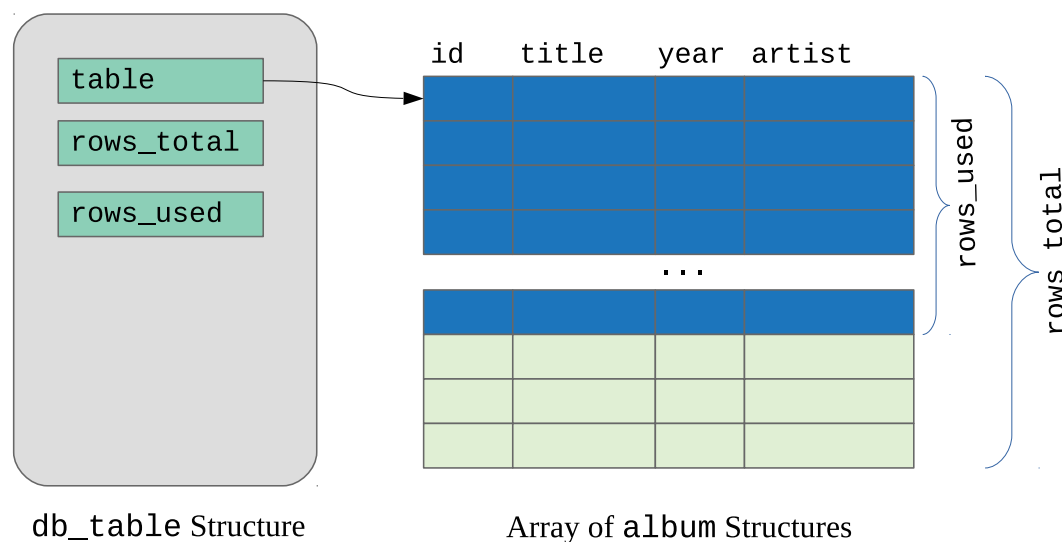 id title year artist
table
rows_total
rows_used
...
rows_used
rows_total
db_table Structure
Array of album Structures